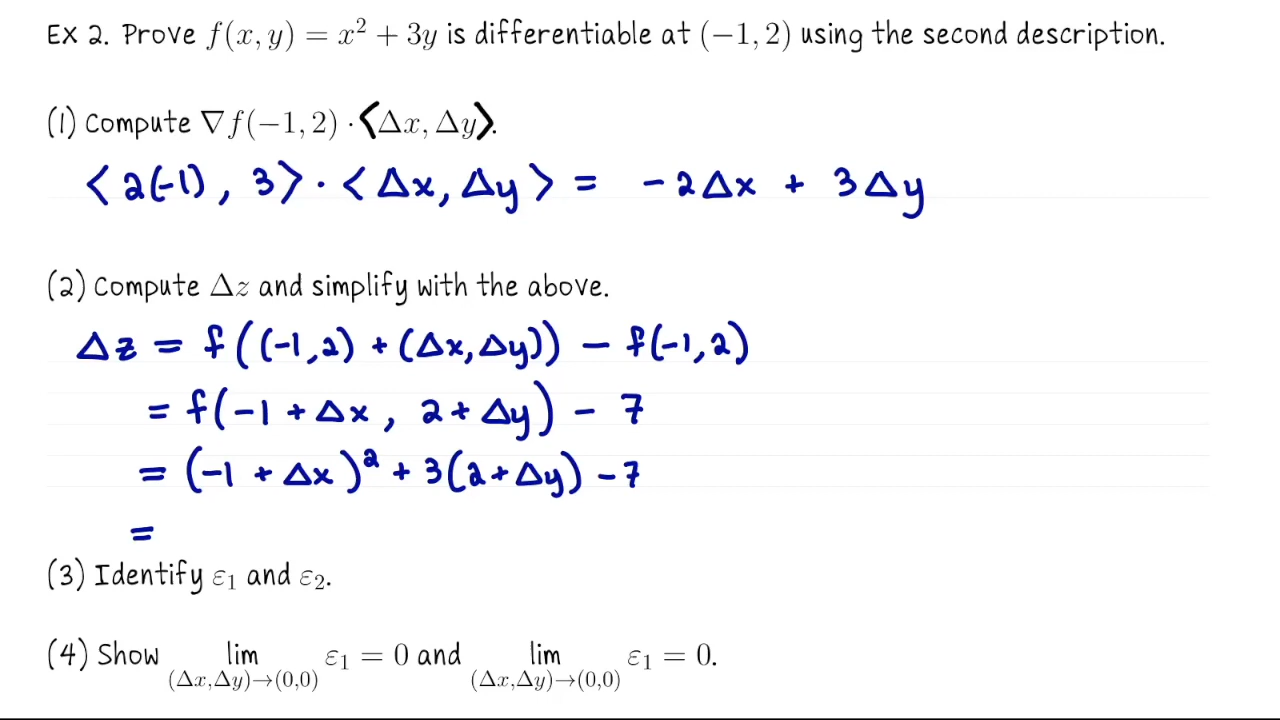 Ex 2. Prove f(x, y) = x² + 3y is differentiable at (−1, 2) using the second description.
(1) Compute ∇f(−1, 2) · ⟨Δx, Δy⟩.
⟨2(-1), 3⟩ · ⟨Δx, Δy⟩ = -2Δx + 3Δy
(2) Compute Δz and simplify with the above.
Δz = f((-1,2) + (Δx, Δy)) - f(-1,2)
= f(-1 + Δx, 2 + Δy) - 7
= (-1 + Δx)² + 3(2 + Δy) - 7
=
(3) Identify ε₁ and ε₂.
(4) Show lim (Δx,Δy)→(0,0) ε₁ = 0 and lim (Δx,Δy)→(0,0) ε₁ = 0.